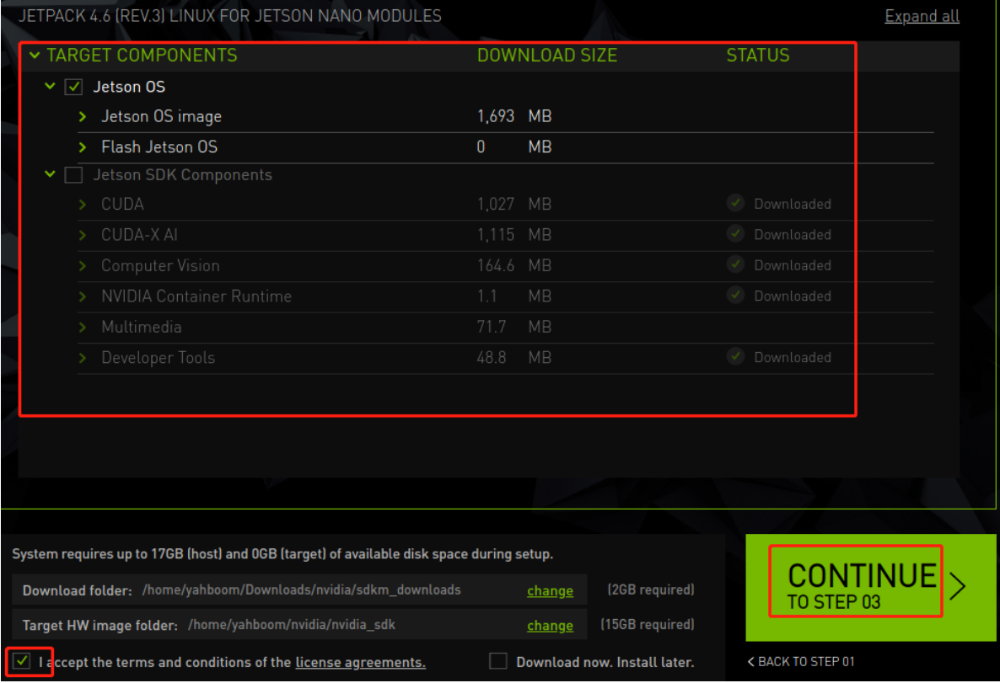 JETPACK 4.6 (REV.3) LINUX FOR JETSON NANO MODULES Expand all
TARGET COMPONENTS DOWNLOAD SIZE STATUS
Jetson OS
Jetson OS image 1,693 MB
Flash Jetson OS 0 MB
Jetson SDK Components
CUDA 1,027 MB Downloaded
CUDA-X AI 1,115 MB Downloaded
Computer Vision 164.6 MB Downloaded
NVIDIA Container Runtime 1.1 MB Downloaded
Multimedia 71.7 MB
Developer Tools 48.8 MB Downloaded
System requires up to 17GB (host) and 0GB (target) of available disk space during setup.
Download folder: /home/yahboom/Downloads/nvidia/sdkm_downloads change (2GB required)
Target HW image folder: /home/yahboom/nvidia/nvidia_sdk change (15GB required)
I accept the terms and conditions of the license agreements. Download now. Install later.
CONTINUE
TO STEP 03
< BACK TO STEP 01